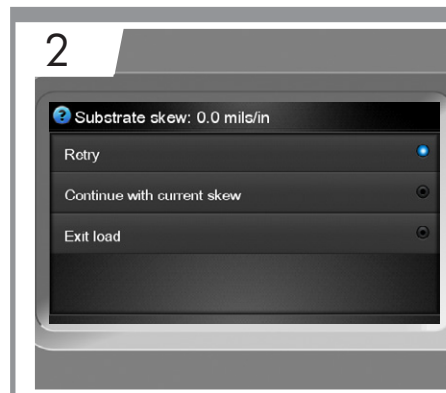 2
? Substrate skew: 0.0 mils/in
Retry
Continue with current skew
Exit load